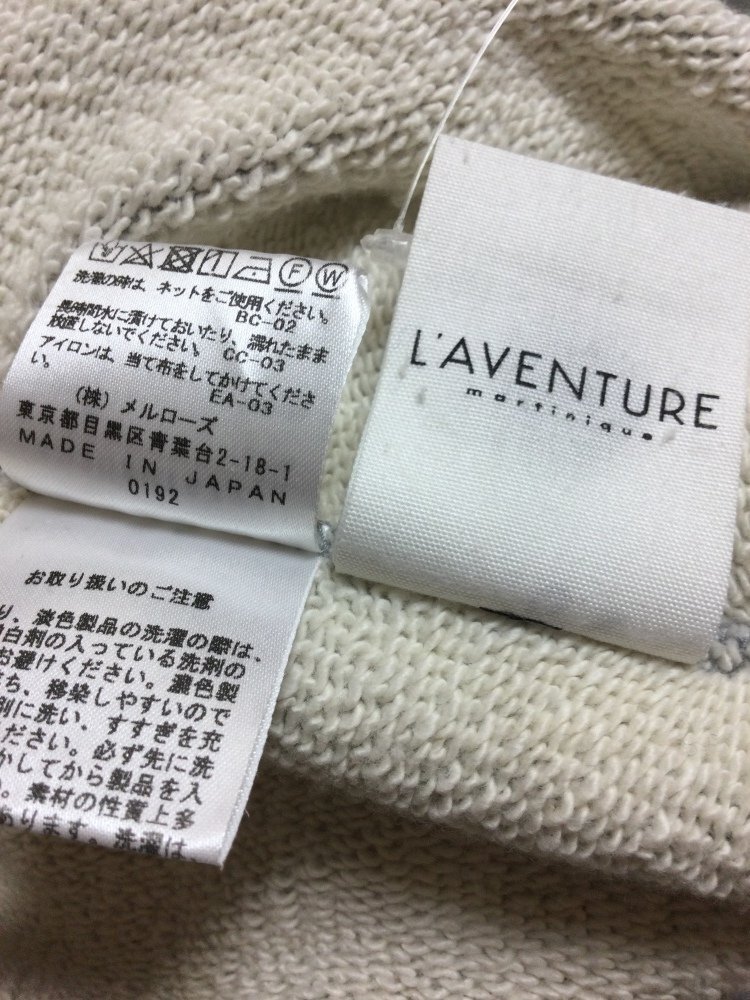 洗濯の時は、ネットをご使用ください。
BC-02
長時間水に漬けておいたり、濡れたまま
放置しないでください。 CC-03
アイロンは、当て布をしてかけてくださ
い。 EA-03
(株) メルローズ
東京都目黒区青葉台2-18-1
MADE IN JAPAN
0192
お取り扱いのご注意
り、淡色製品の洗濯の際は、
白剤の入っている洗剤の
お避けください。濃色製
ち、移染しやすいので
別に洗い、すすぎを充
ください。必ず先に洗
かしてから製品を入
。素材の性質上多
あります。洗濯は、
L'AVENTURE
martinique